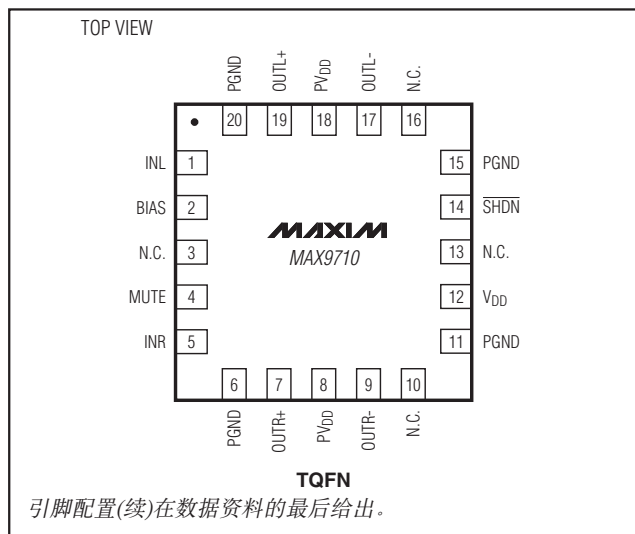 TOP VIEW
PGND
OUTL+
PVDD
OUTL-
N.C.
20 19 18 17 16
INL 1
15 PGND
BIAS 2
14 SHDN
N.C. 3
13 N.C.
MUTE 4
12 VDD
INR 5
11 PGND
MAXIM
MAX9710
6 7 8 9 10
PGND
OUTR+
PVDD
OUTR-
N.C.
TQFN
引脚配置(续)在数据资料的最后给出。